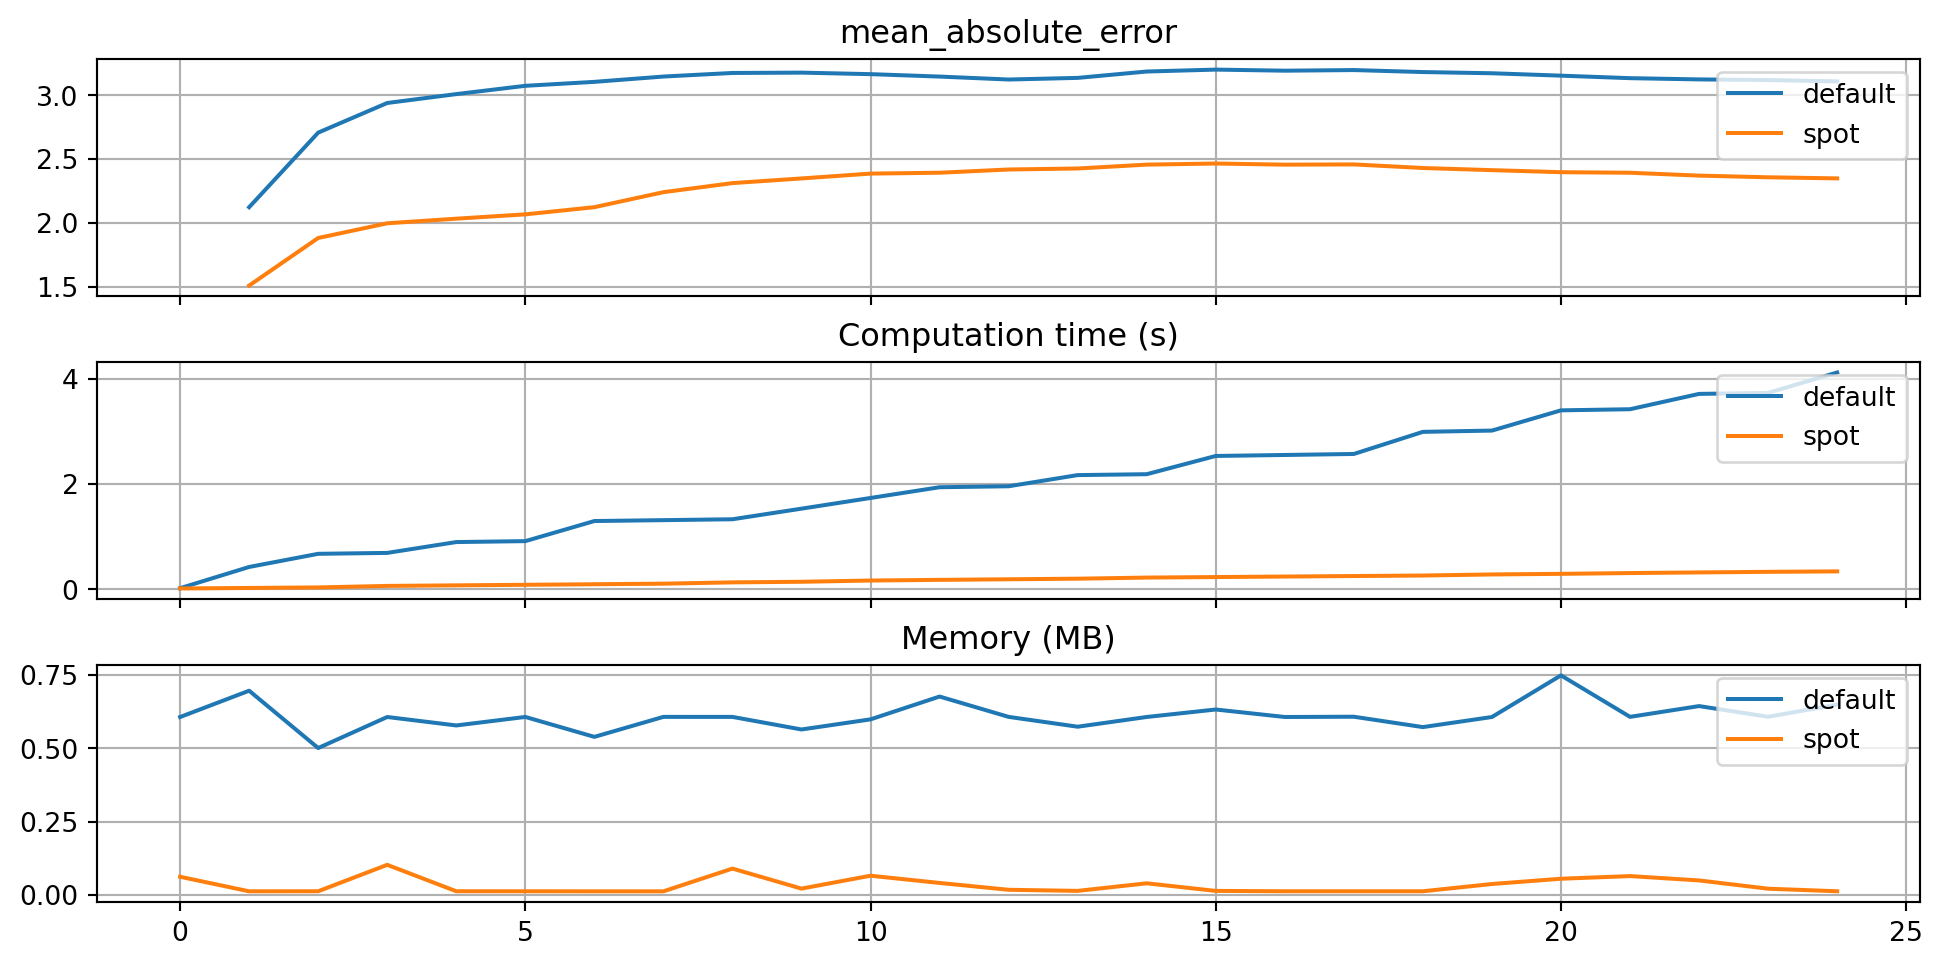 mean_absolute_error
3.0
2.5
2.0
1.5
default
spot
Computation time (s)
4
2
0
default
spot
Memory (MB)
0.75
0.50
0.25
0.00
default
spot
0 5 10 15 20 25